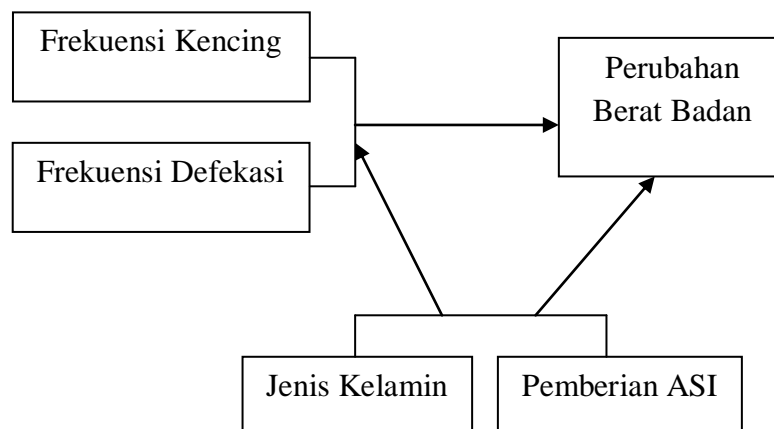 Frekuensi Kencing
Perubahan
Berat Badan
Frekuensi Defekasi
Jenis Kelamin
Pemberian ASI